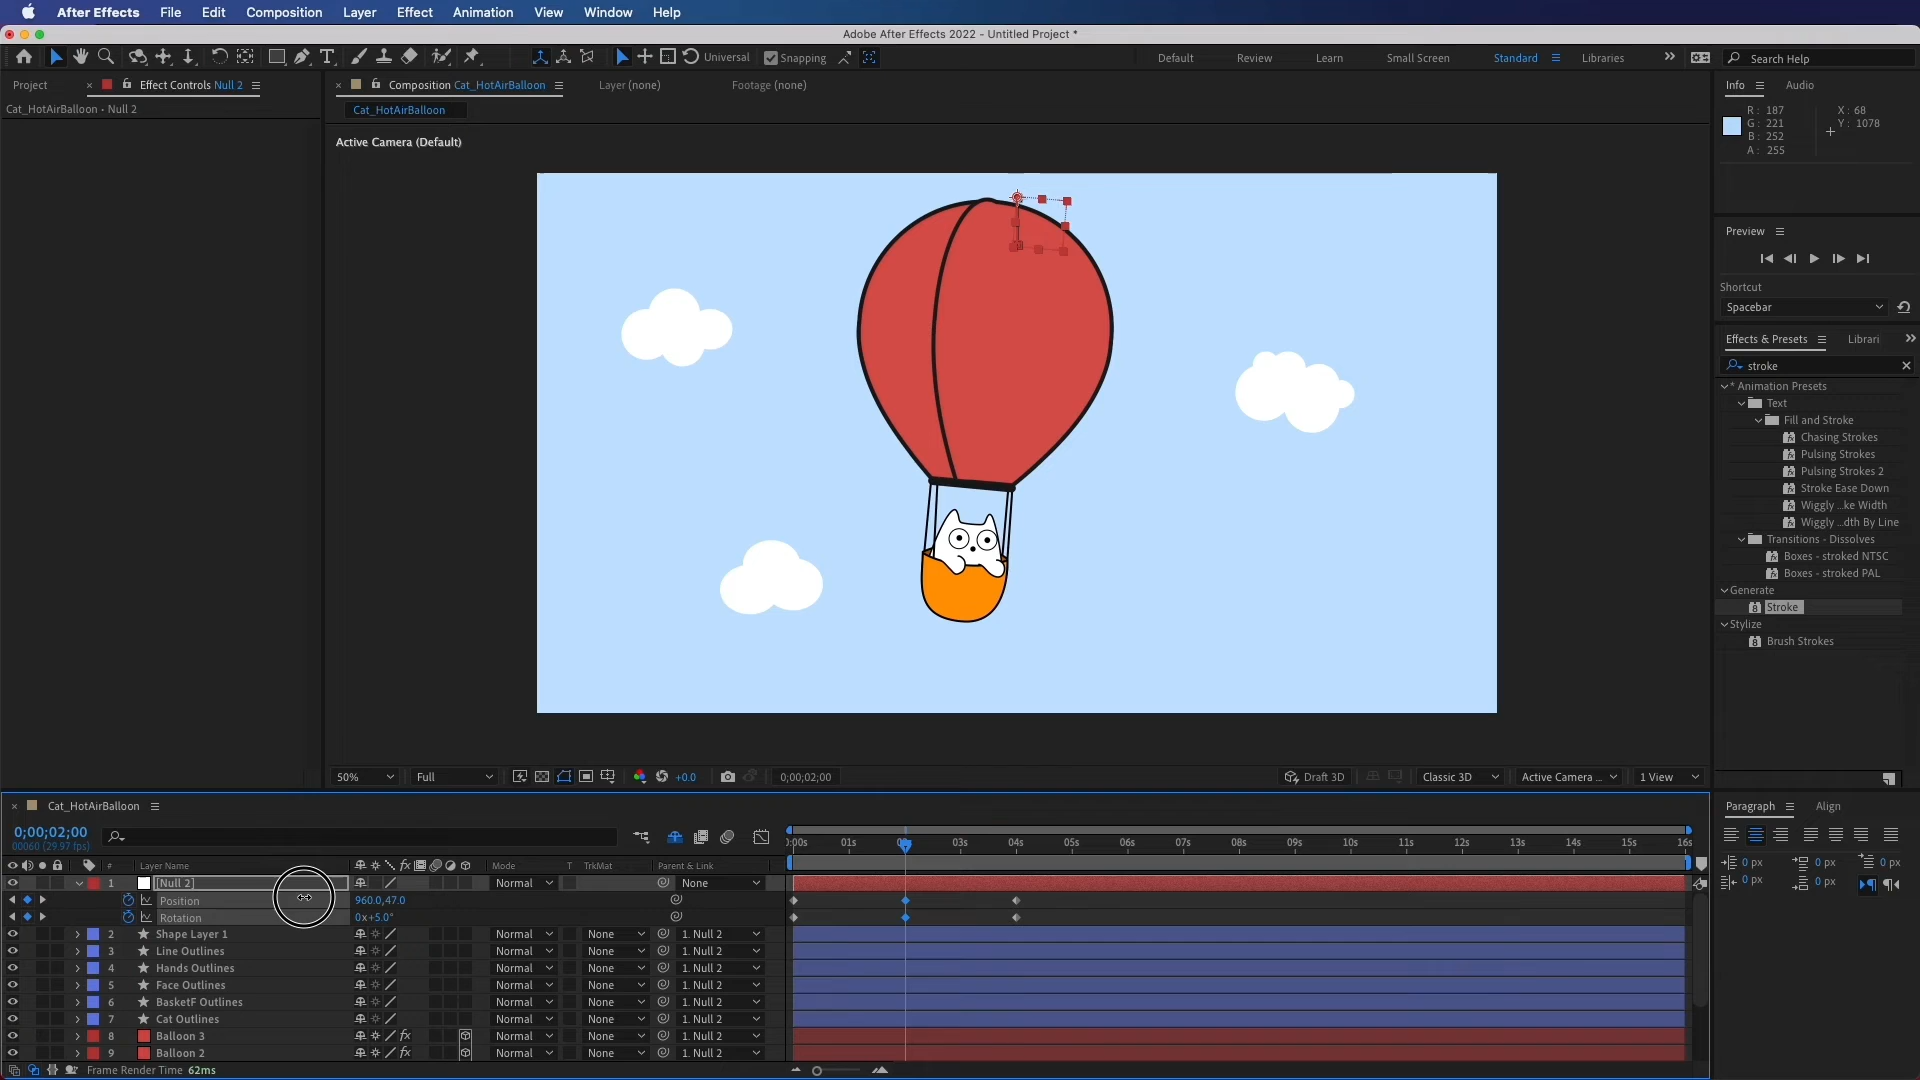 After Effects File Edit Composition Layer Effect Animation View Window Help
Adobe After Effects 2022 - Untitled Project *
Universal Snapping Default Review Learn Small Screen Standard Libraries Search Help
Project Effect Controls Null 2 Composition Cat_HotAirBalloon Layer (none) Footage (none)
Cat_HotAirBalloon • Null 2
Cat_HotAirBalloon
Active Camera (Default)
Info Audio
R: 187 X: 68
G: 221 Y: 1078
B: 252
A: 255
Preview
Shortcut
Spacebar
Effects & Presets Librari
stroke
* Animation Presets
Text
Fill and Stroke
Chasing Strokes
Pulsing Strokes
Pulsing Strokes 2
Stroke Ease Down
Wiggly ...ke Width
Wiggly ...dth By Line
Transitions - Dissolves
Boxes - stroked NTSC
Boxes - stroked PAL
Generate
Stroke
Stylize
Brush Strokes
50% Full +0.0 0;00;02;00 Draft 3D Classic 3D Active Camera ... 1 View
Cat_HotAirBalloon
0;00;02;00
00060 (29.97 fps)
:00s 01s 03s 04s 05s 06s 07s 08s 09s 10s 11s 12s 13s 14s 15s 16s
# Layer Name fx Mode T TrkMat Parent & Link
1 [Null 2] Normal None
Position 960.0,47.0
Rotation 0x+5.0°
2 Shape Layer 1 Normal None 1. Null 2
3 Line Outlines Normal None 1. Null 2
4 Hands Outlines Normal None 1. Null 2
5 Face Outlines Normal None 1. Null 2
6 BasketF Outlines Normal None 1. Null 2
7 Cat Outlines Normal None 1. Null 2
8 Balloon 3 fx Normal None 1. Null 2
9 Balloon 2 fx Normal None 1. Null 2
Frame Render Time 62ms
Paragraph Align
0 px 0 px 0 px
0 px 0 px